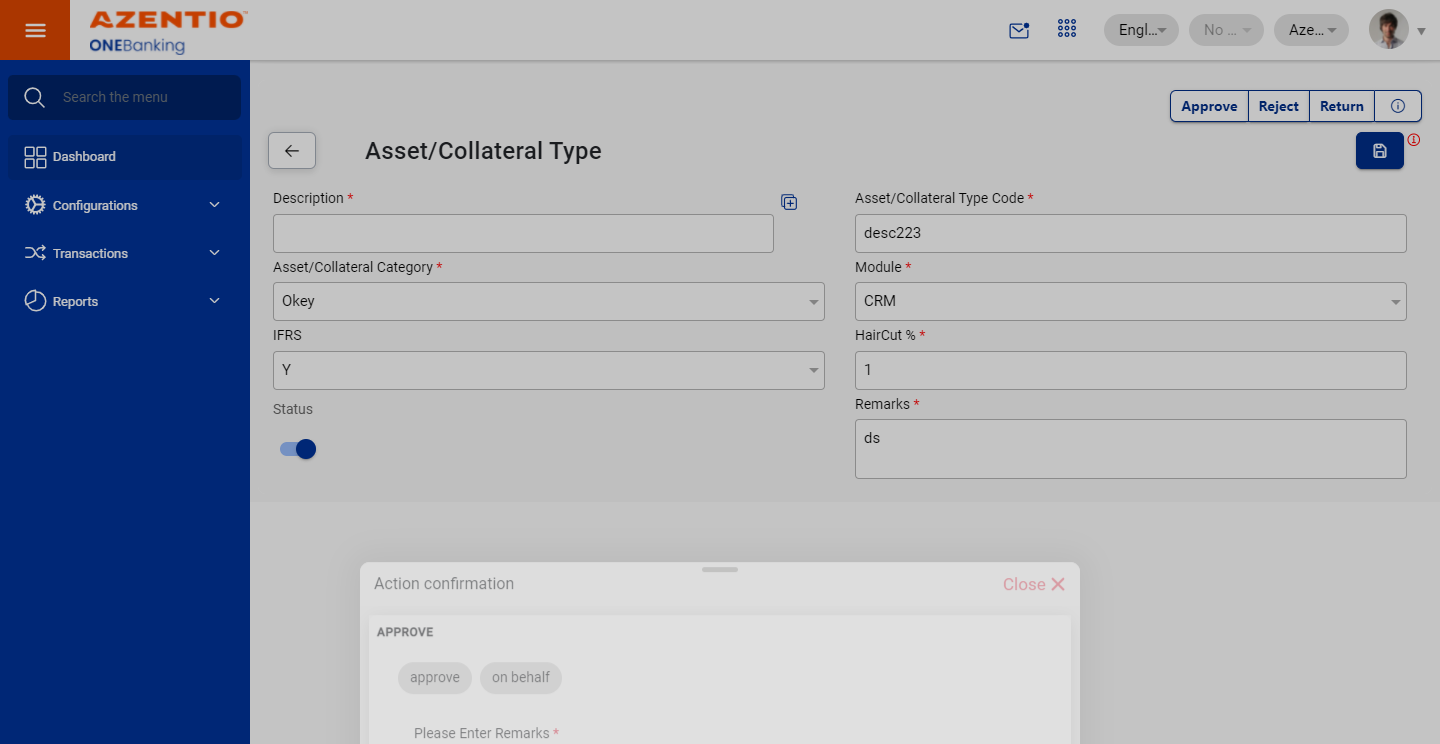 AZENTIO™
ONEBanking
Engl...
No ...
Aze...
Search the menu
Dashboard
Configurations
Transactions
Reports
Approve
Reject
Return
Asset/Collateral Type
Description *
Asset/Collateral Type Code *
desc223
Asset/Collateral Category *
Module *
Okey
CRM
IFRS
HairCut % *
Y
1
Status
Remarks *
ds
Action confirmation
Close
APPROVE
approve
on behalf
Please Enter Remarks *